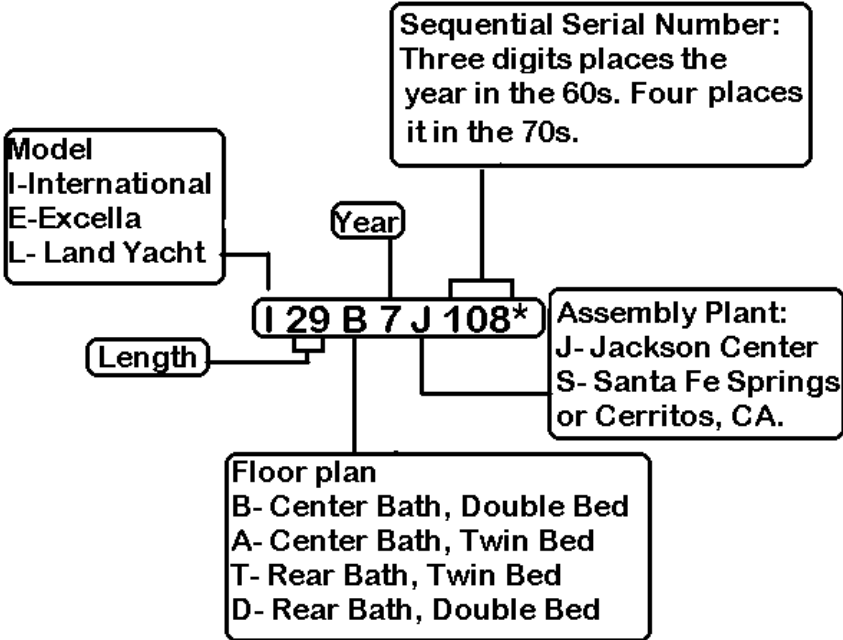 Sequential Serial Number:
Three digits places the
year in the 60s. Four places
it in the 70s.
Model
I-International
E-Excella
L- Land Yacht
Year
I 29 B 7 J 108*
Length
Assembly Plant:
J- Jackson Center
S- Santa Fe Springs
or Cerritos, CA.
Floor plan
B- Center Bath, Double Bed
A- Center Bath, Twin Bed
T- Rear Bath, Twin Bed
D- Rear Bath, Double Bed